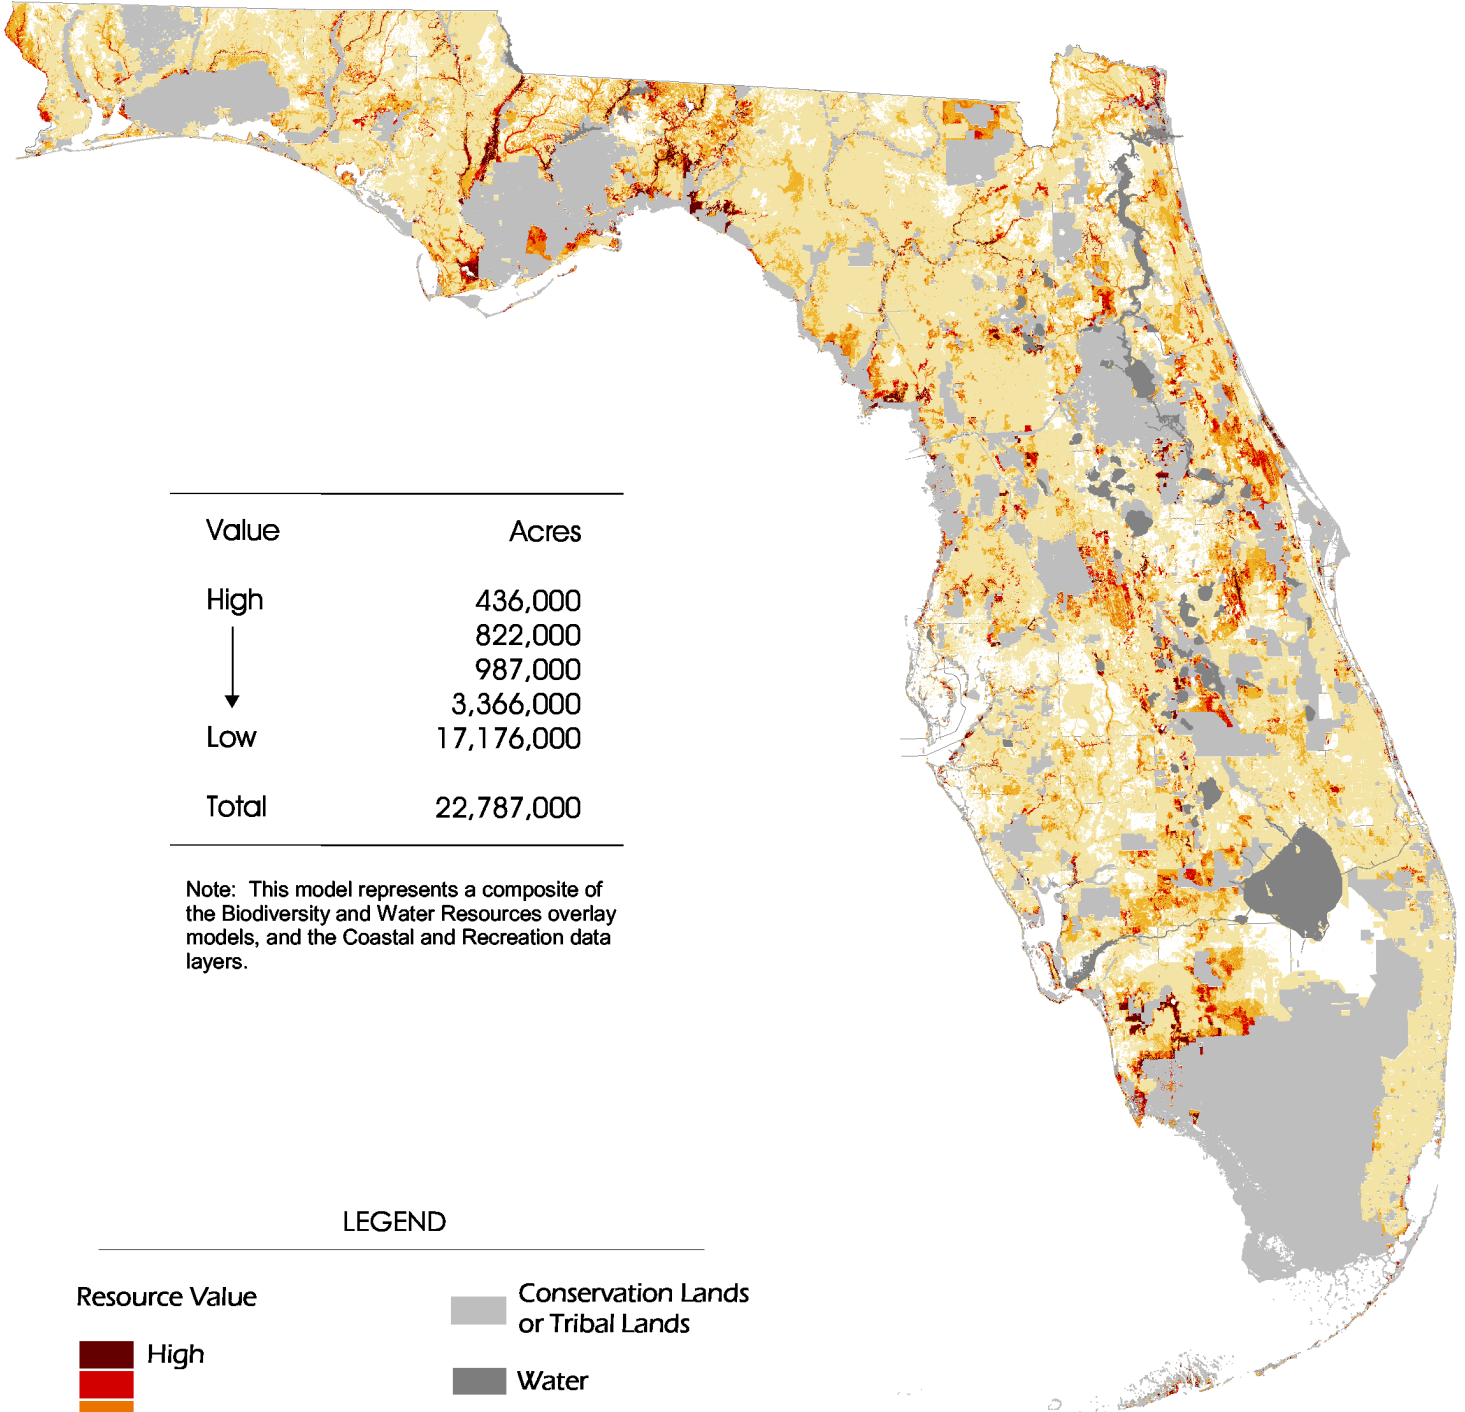 Value Acres
High 436,000
822,000
987,000
3,366,000
Low 17,176,000
Total 22,787,000
Note: This model represents a composite of
the Biodiversity and Water Resources overlay
models, and the Coastal and Recreation data
layers.
LEGEND
Resource Value
High
Conservation Lands
or Tribal Lands
Water